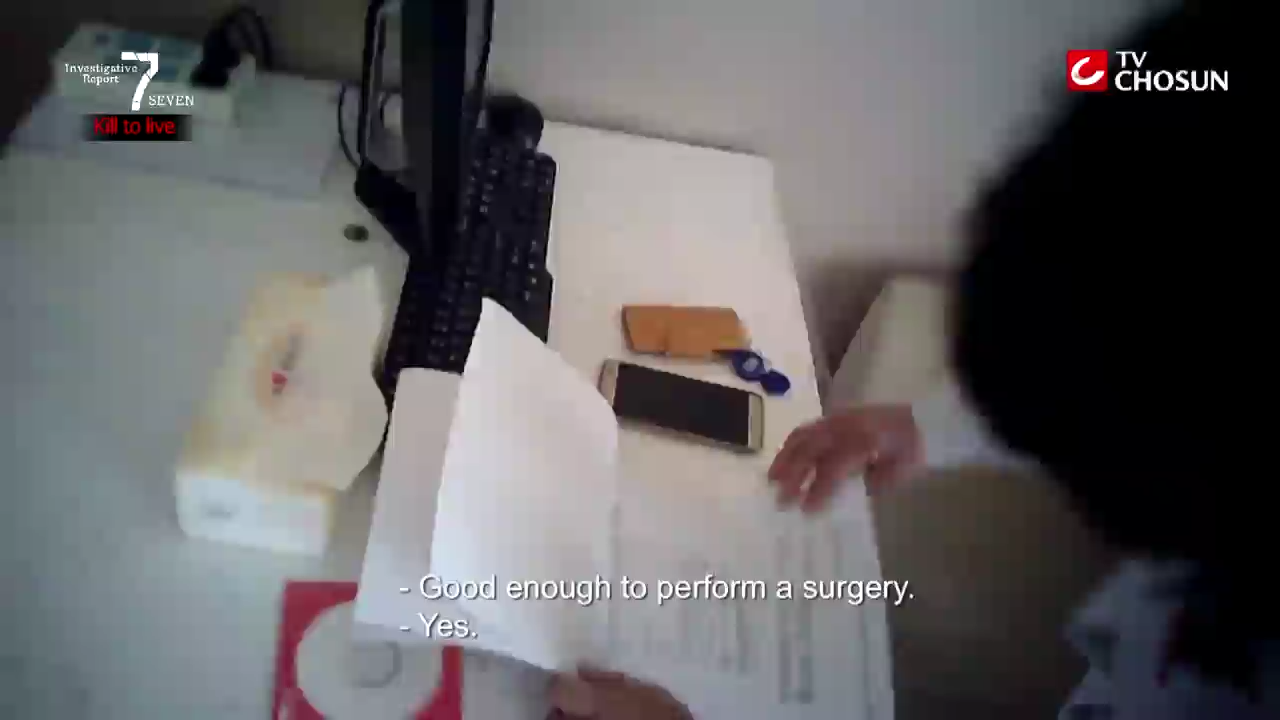 Investigative
Report
7
SEVEN
Kill to live
TV
CHOSUN
- Good enough to perform a surgery.
- Yes.